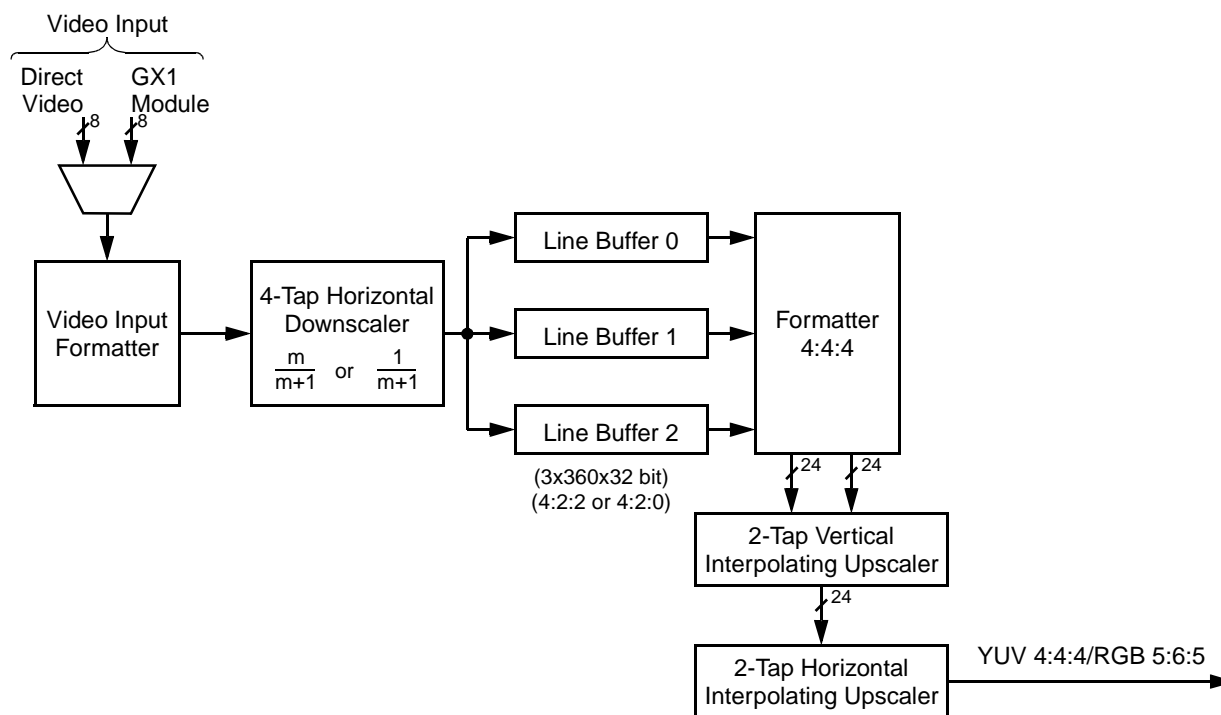 Video Input
Direct
Video
GX1
Module
8
8
Video Input
Formatter
4-Tap Horizontal
Downscaler
m
m+1
or
1
m+1
Line Buffer 0
Line Buffer 1
Line Buffer 2
(3x360x32 bit)
(4:2:2 or 4:2:0)
Formatter
4:4:4
24
24
2-Tap Vertical
Interpolating Upscaler
24
2-Tap Horizontal
Interpolating Upscaler
YUV 4:4:4/RGB 5:6:5